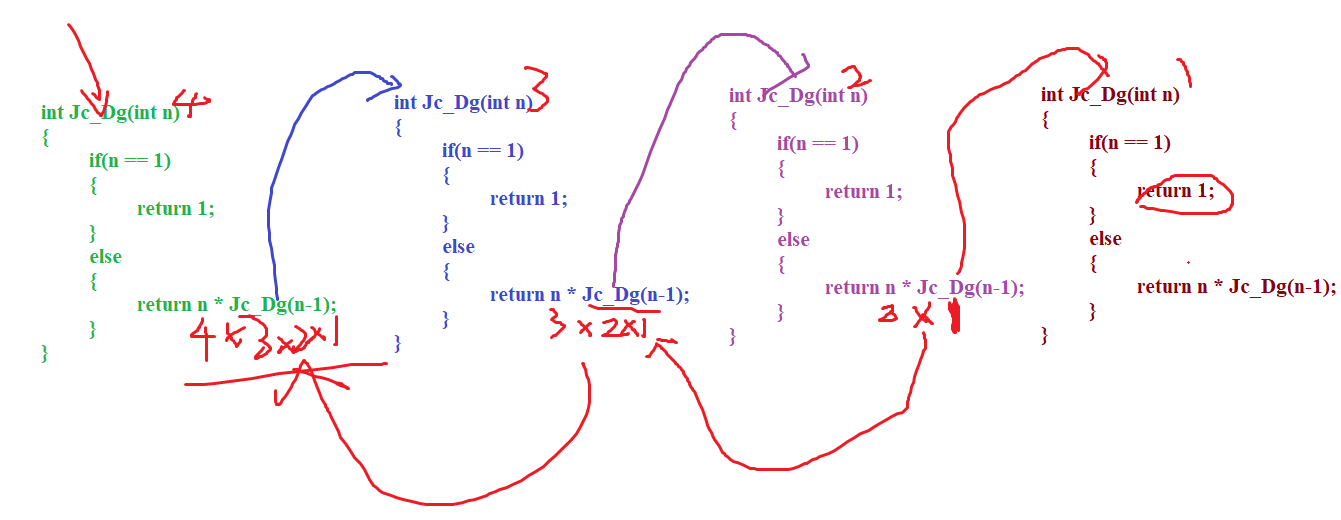 int Jc_Dg(int n) 4
{
if(n == 1)
{
return 1;
}
else
{
return n * Jc_Dg(n-1);
4 x 3 x 2 x 1
}
}
int Jc_Dg(int n) 3
{
if(n == 1)
{
return 1;
}
else
{
return n * Jc_Dg(n-1);
3 x 2 x 1
}
}
int Jc_Dg(int n) 2
{
if(n == 1)
{
return 1;
}
else
{
return n * Jc_Dg(n-1);
2 x 1
}
}
int Jc_Dg(int n) 1
{
if(n == 1)
{
return 1;
}
else
{
return n * Jc_Dg(n-1);
}
}